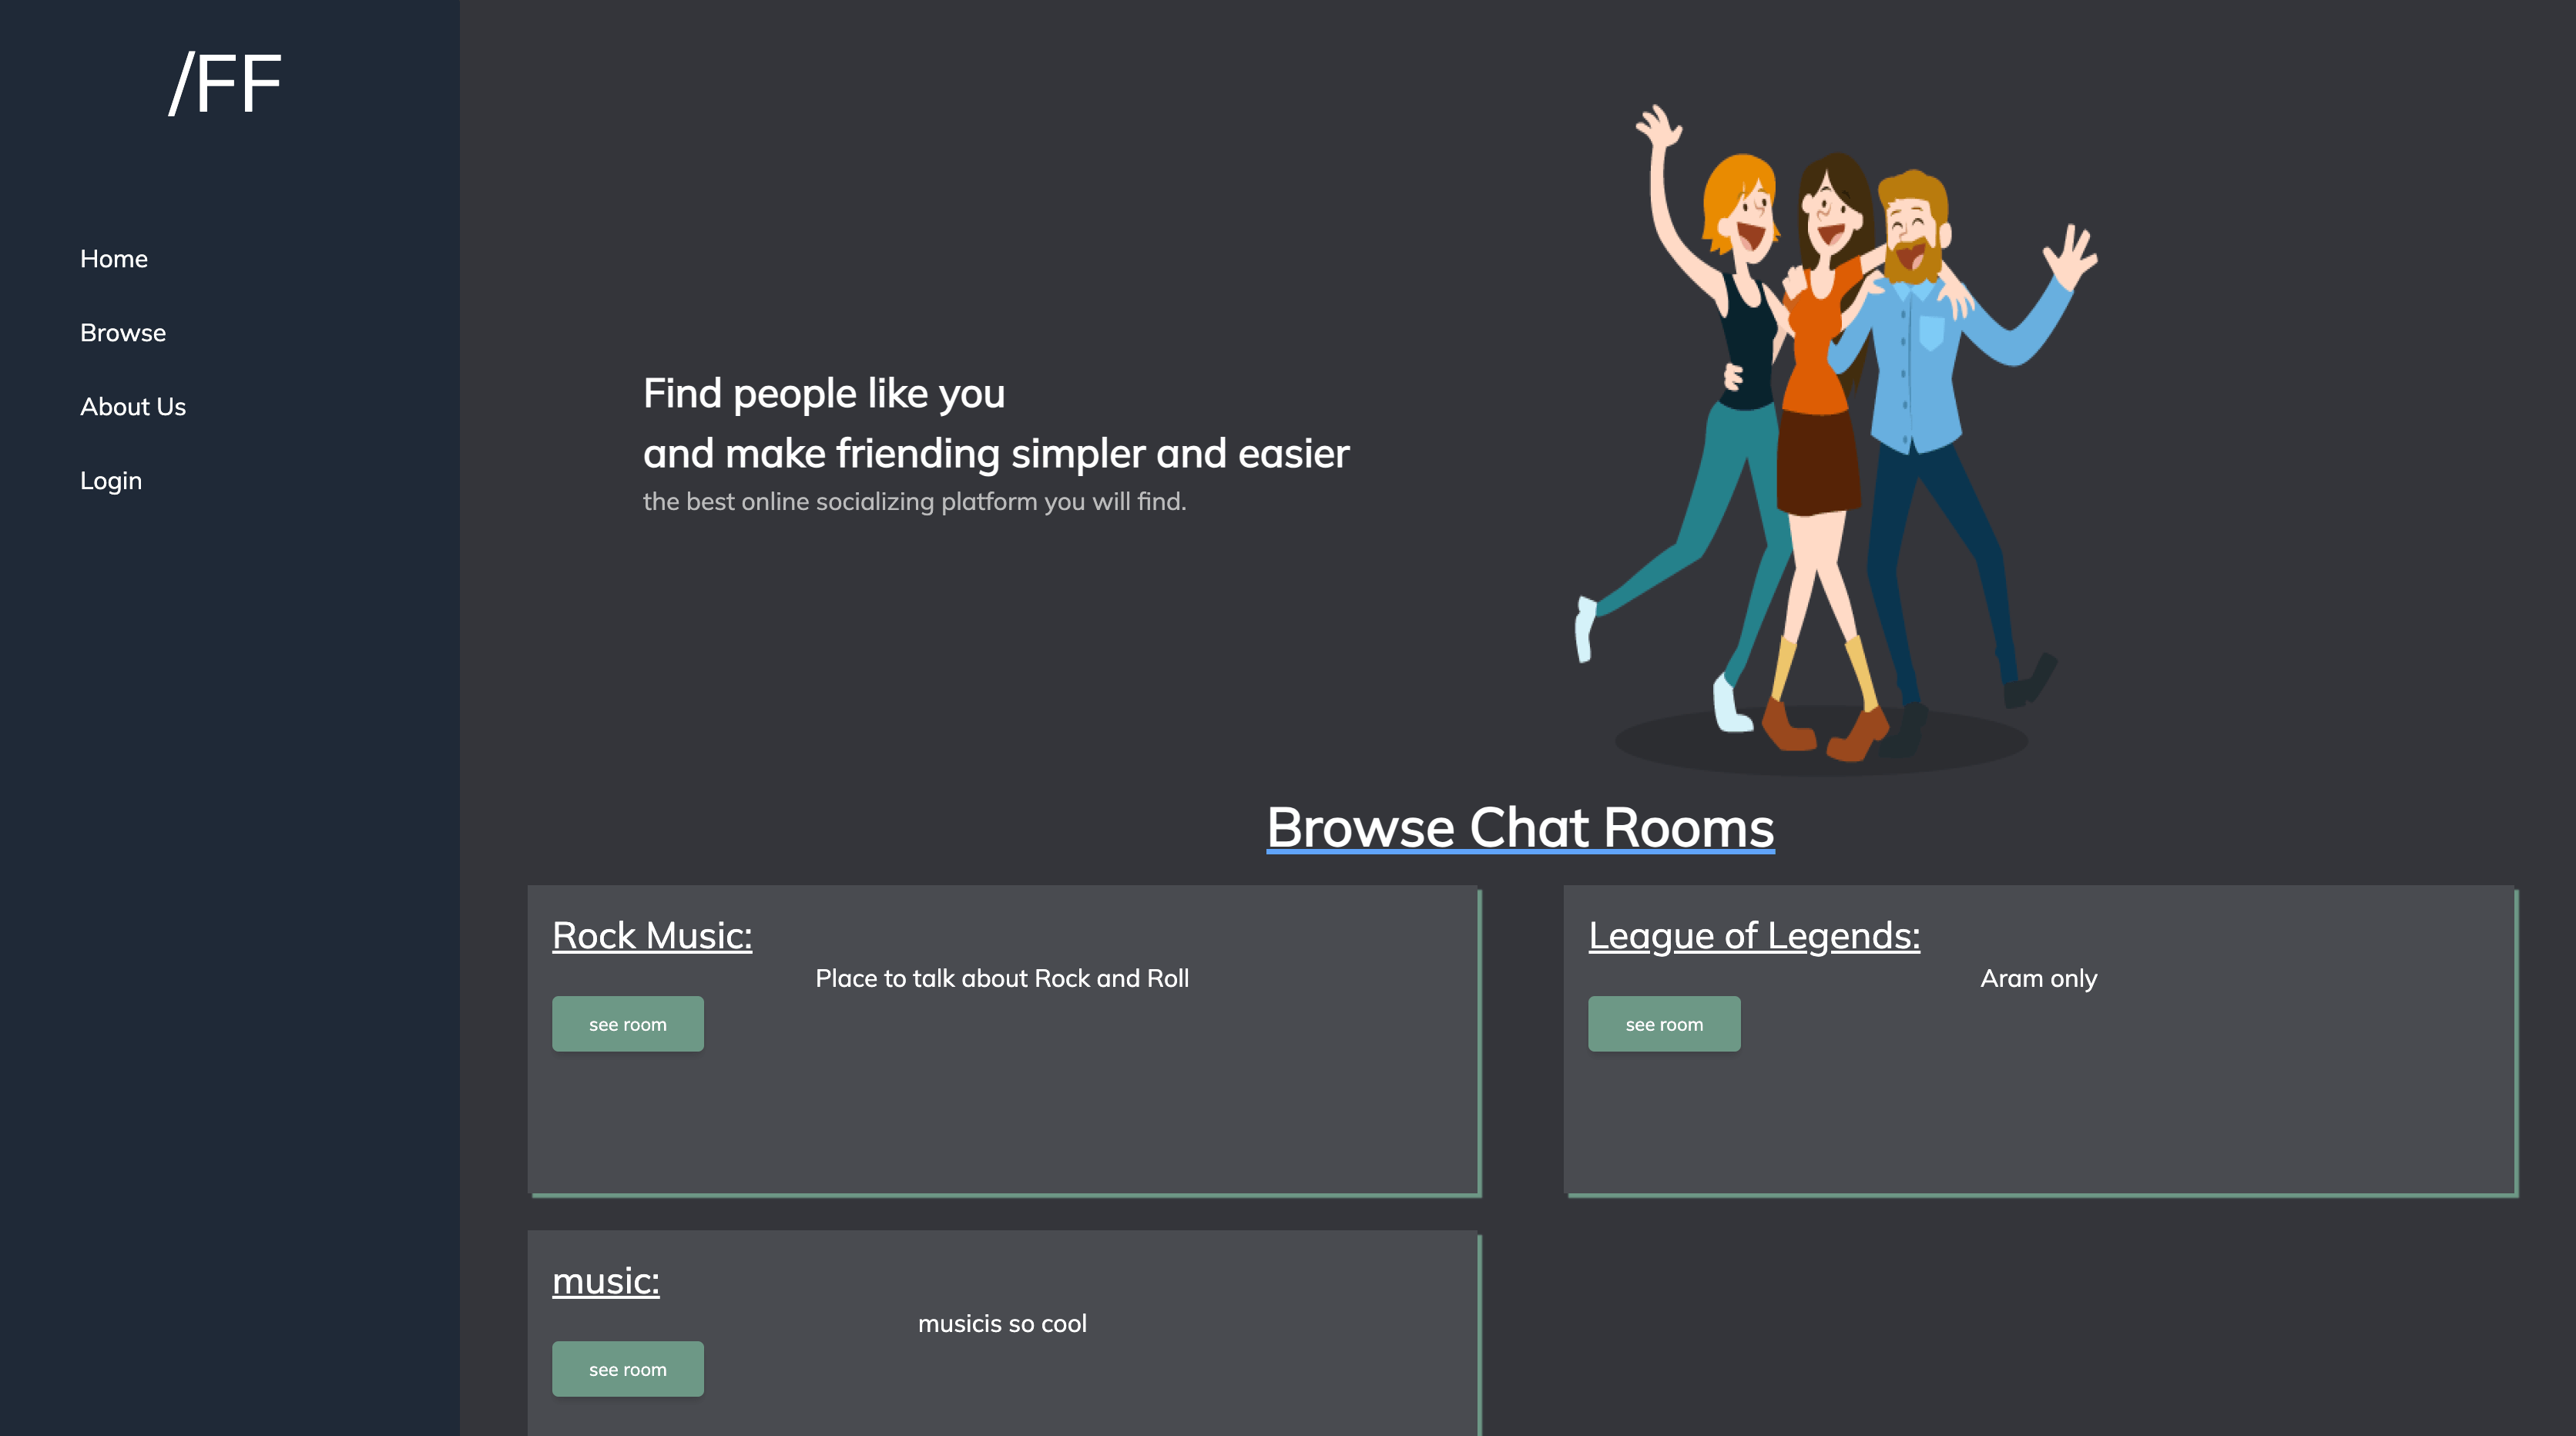 /FF
Home
Browse
About Us
Login
Find people like you
and make friending simpler and easier
the best online socializing platform you will find.
Browse Chat Rooms
Rock Music:
Place to talk about Rock and Roll
see room
League of Legends:
Aram only
see room
music:
musicis so cool
see room